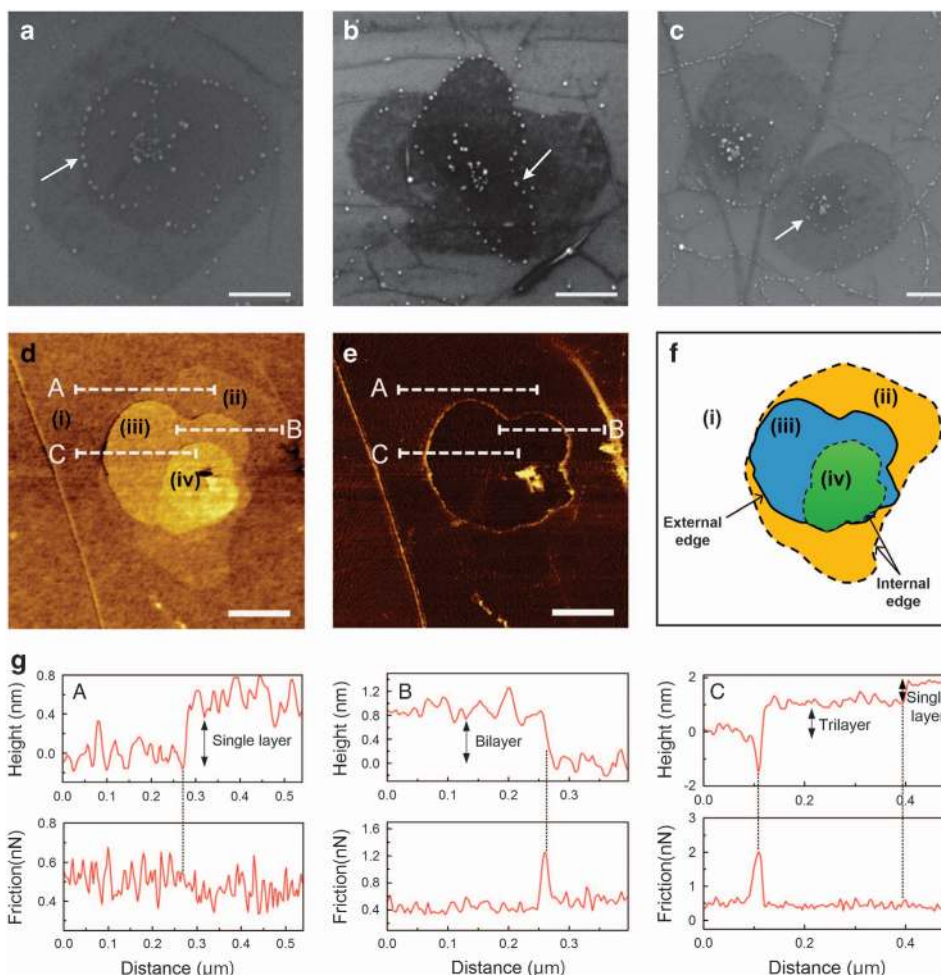 a
b
c
d
A
(i)
(ii)
(iii)
B
C
(iv)
e
A
B
C
f
(i)
(ii)
(iii)
(iv)
External
edge
Internal
edge
g
A
Height (nm)
0.8
0.4
0.0
Single layer
0.0 0.1 0.2 0.3 0.4 0.5
Friction(nN)
0.8
0.6
0.4
0.0 0.1 0.2 0.3 0.4 0.5
Distance (µm)
B
Height (nm)
1.2
0.8
0.4
0.0
Bilayer
0.0 0.1 0.2 0.3
Friction(nN)
1.6
1.2
0.8
0.4
0.0 0.1 0.2 0.3
Distance (µm)
C
Height (nm)
2
0
-2
Single
layer
Trilayer
0.0 0.2 0.4
Friction(nN)
3
2
1
0
0.0 0.2 0.4
Distance (µm)